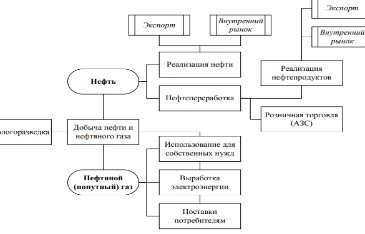 Экспорт
Экспорт
Внутренний
рынок
Внутренний
рынок
Реализация нефти
Реализация
нефтепродуктов
Нефть
Нефтепереработка
Розничная торговля
(АЗС)
ологоразведка
Добыча нефти и
нефтяного газа
Использование для
собственных нужд
Нефтяной
(попутный) газ
Выработка
электроэнергии
Поставки
потребителям